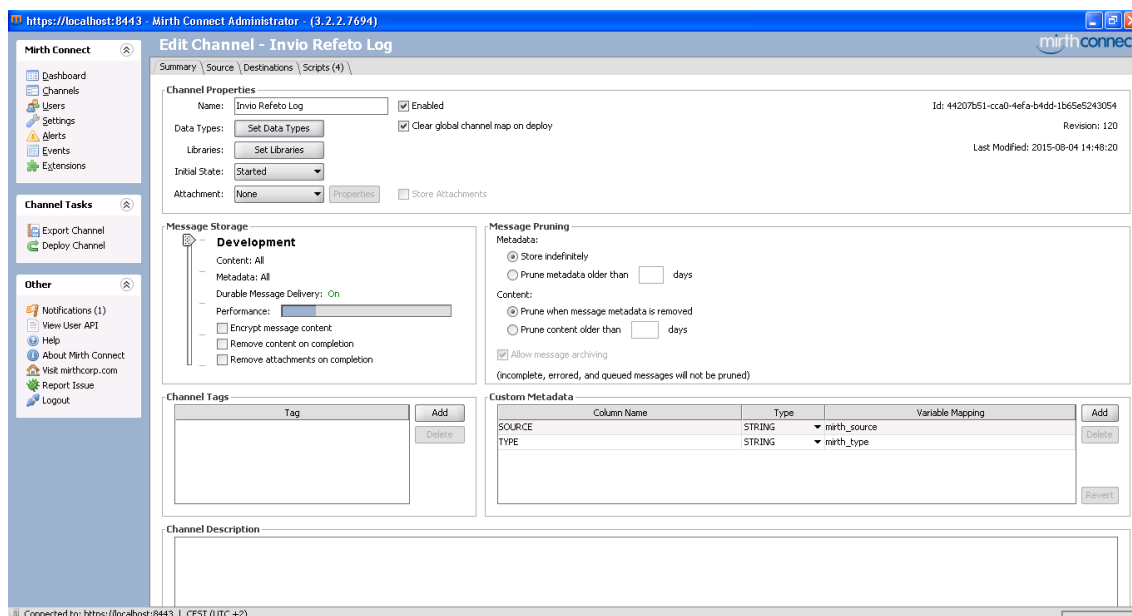 https://localhost:8443 - Mirth Connect Administrator - (3.2.2.7694)
Mirth Connect
Dashboard
Channels
Users
Settings
Alerts
Events
Extensions
Channel Tasks
Export Channel
Deploy Channel
Other
Notifications (1)
View User API
Help
About Mirth Connect
Visit mirthcorp.com
Report Issue
Logout
Edit Channel - Invio Refeto Log
mirth connec
Summary Source Destinations Scripts (4)
Channel Properties
Name: Invio Refeto Log Enabled Id: 44207b51-cca0-4efa-b4dd-1b65e5243054
Data Types: Set Data Types Clear global channel map on deploy Revision: 120
Libraries: Set Libraries Last Modified: 2015-08-04 14:48:20
Initial State: Started
Attachment: None Properties Store Attachments
Message Storage
Development
Content: All
Metadata: All
Durable Message Delivery: On
Performance:
Encrypt message content
Remove content on completion
Remove attachments on completion
Message Pruning
Metadata:
Store indefinitely
Prune metadata older than days
Content:
Prune when message metadata is removed
Prune content older than days
Allow message archiving
(incomplete, errored, and queued messages will not be pruned)
Channel Tags
Tag Add
Delete
Custom Metadata
Column Name Type Variable Mapping Add
SOURCE STRING mirth_source Delete
TYPE STRING mirth_type
Revert
Channel Description
Connected to: https://localhost:8443 | CEST (UTC +2)